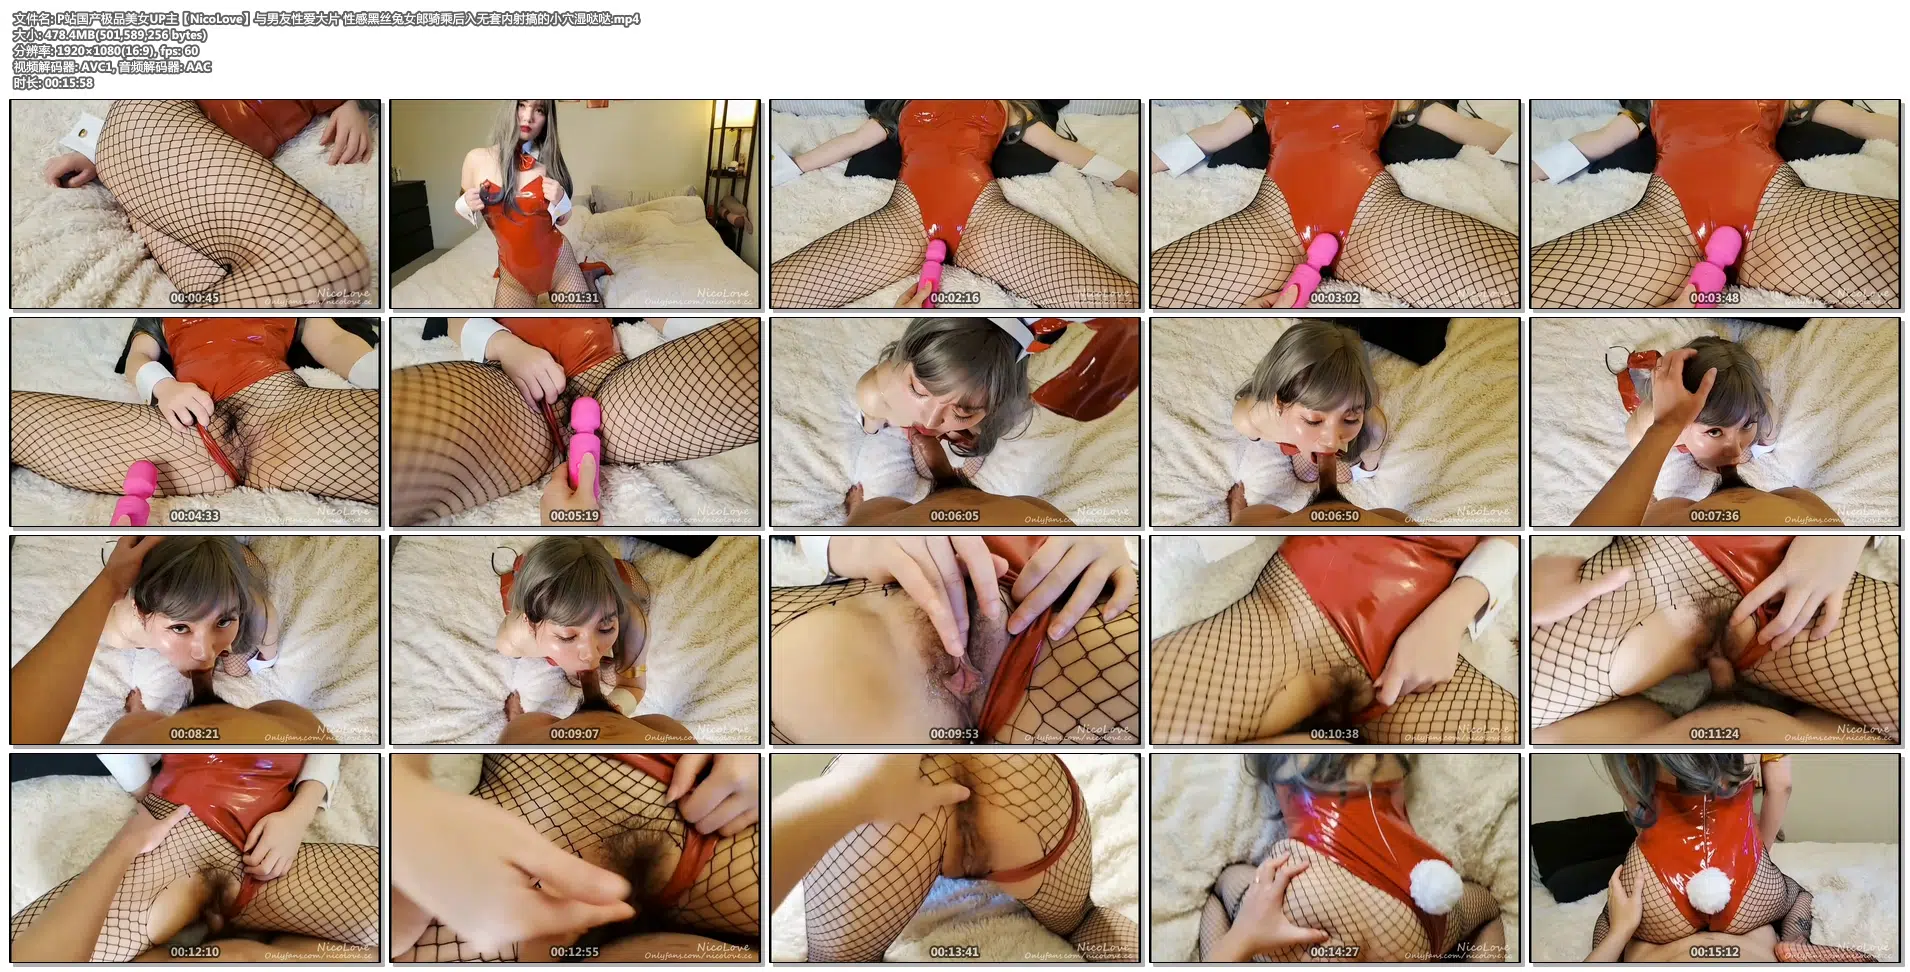 文件名: P站国产极品美女UP主【NicoLove】与男友性爱大片 性感黑丝兔女郎骑乘后入无套内射搞的小穴湿哒哒.mp4
大小: 478.4MB(501,589,256 bytes)
分辨率: 1920×1080(16:9), fps: 60
视频解码器: AVC1, 音频解码器: AAC
时长: 00:15:58
00:00:45 NicoLove Onlyfans.com/nicolove.cc
00:01:31 NicoLove Onlyfans.com/nicolove.cc
00:02:16 NicoLove Onlyfans.com/nicolove.cc
00:03:02 NicoLove Onlyfans.com/nicolove.cc
00:03:48 NicoLove Onlyfans.com/nicolove.cc
00:04:33 NicoLove Onlyfans.com/nicolove.cc
00:05:19 NicoLove Onlyfans.com/nicolove.cc
00:06:05 NicoLove Onlyfans.com/nicolove.cc
00:06:50 NicoLove Onlyfans.com/nicolove.cc
00:07:36 NicoLove Onlyfans.com/nicolove.cc
00:08:21 NicoLove Onlyfans.com/nicolove.cc
00:09:07 NicoLove Onlyfans.com/nicolove.cc
00:09:53 NicoLove Onlyfans.com/nicolove.cc
00:10:38 NicoLove Onlyfans.com/nicolove.cc
00:11:24 NicoLove Onlyfans.com/nicolove.cc
00:12:10 NicoLove Onlyfans.com/nicolove.cc
00:12:55 NicoLove Onlyfans.com/nicolove.cc
00:13:41 NicoLove Onlyfans.com/nicolove.cc
00:14:27 NicoLove Onlyfans.com/nicolove.cc
00:15:12 NicoLove Onlyfans.com/nicolove.cc